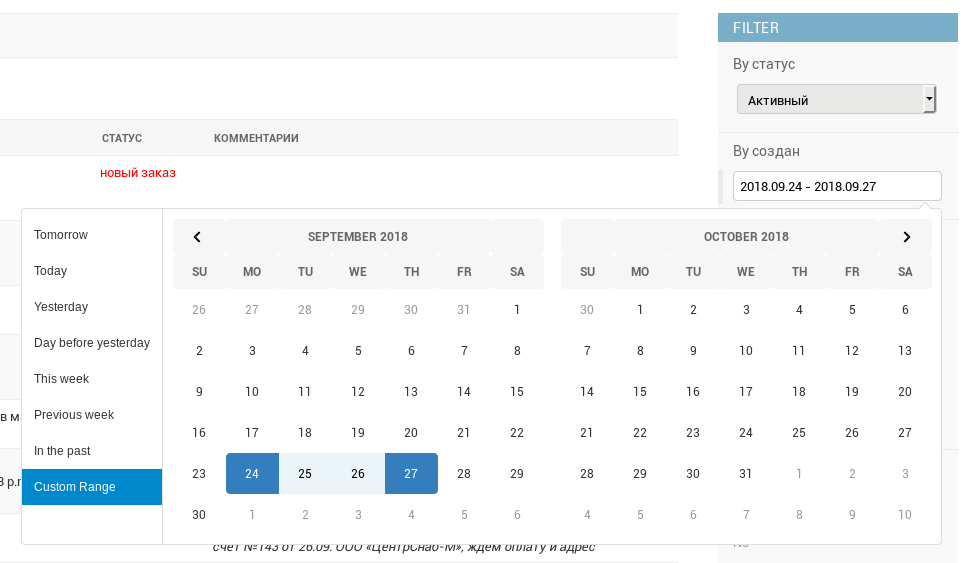 FILTER
By статус
Активный
СТАТУС КОММЕНТАРИИ
By создан
новый заказ
2018.09.24 - 2018.09.27
Tomorrow
Today
Yesterday
Day before yesterday
This week
Previous week
In the past
Custom Range
SEPTEMBER 2018
SU MO TU WE TH FR SA
26 27 28 29 30 31 1
2 3 4 5 6 7 8
9 10 11 12 13 14 15
16 17 18 19 20 21 22
23 24 25 26 27 28 29
30 1 2 3 4 5 6
OCTOBER 2018
SU MO TU WE TH FR SA
30 1 2 3 4 5 6
7 8 9 10 11 12 13
14 15 16 17 18 19 20
21 22 23 24 25 26 27
28 29 30 31 1 2 3
4 5 6 7 8 9 10
счет №143 от 26.09. ООО «ЦентрСнаб-М», ждем оплату и адрес